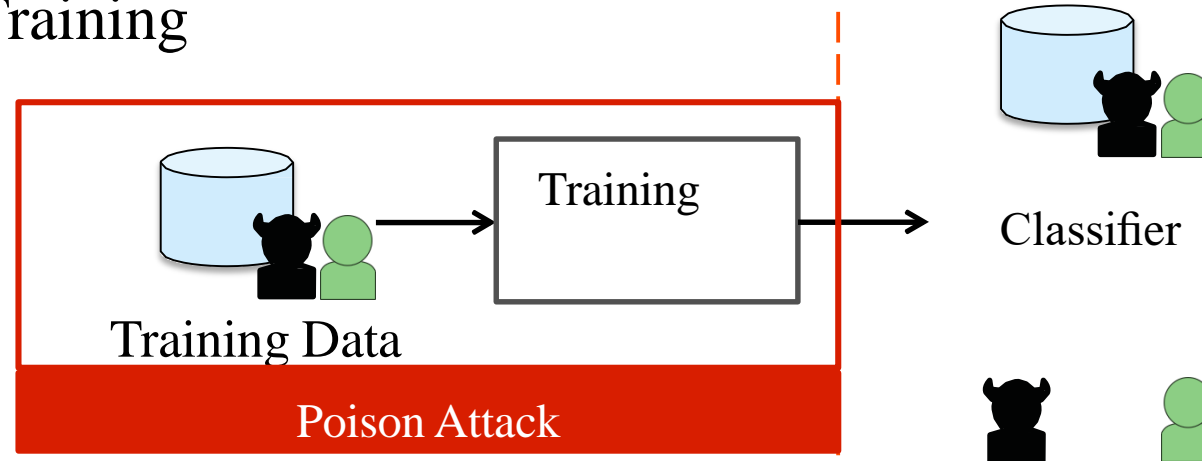 raining
Training
Classifier
Training Data
Poison Attack